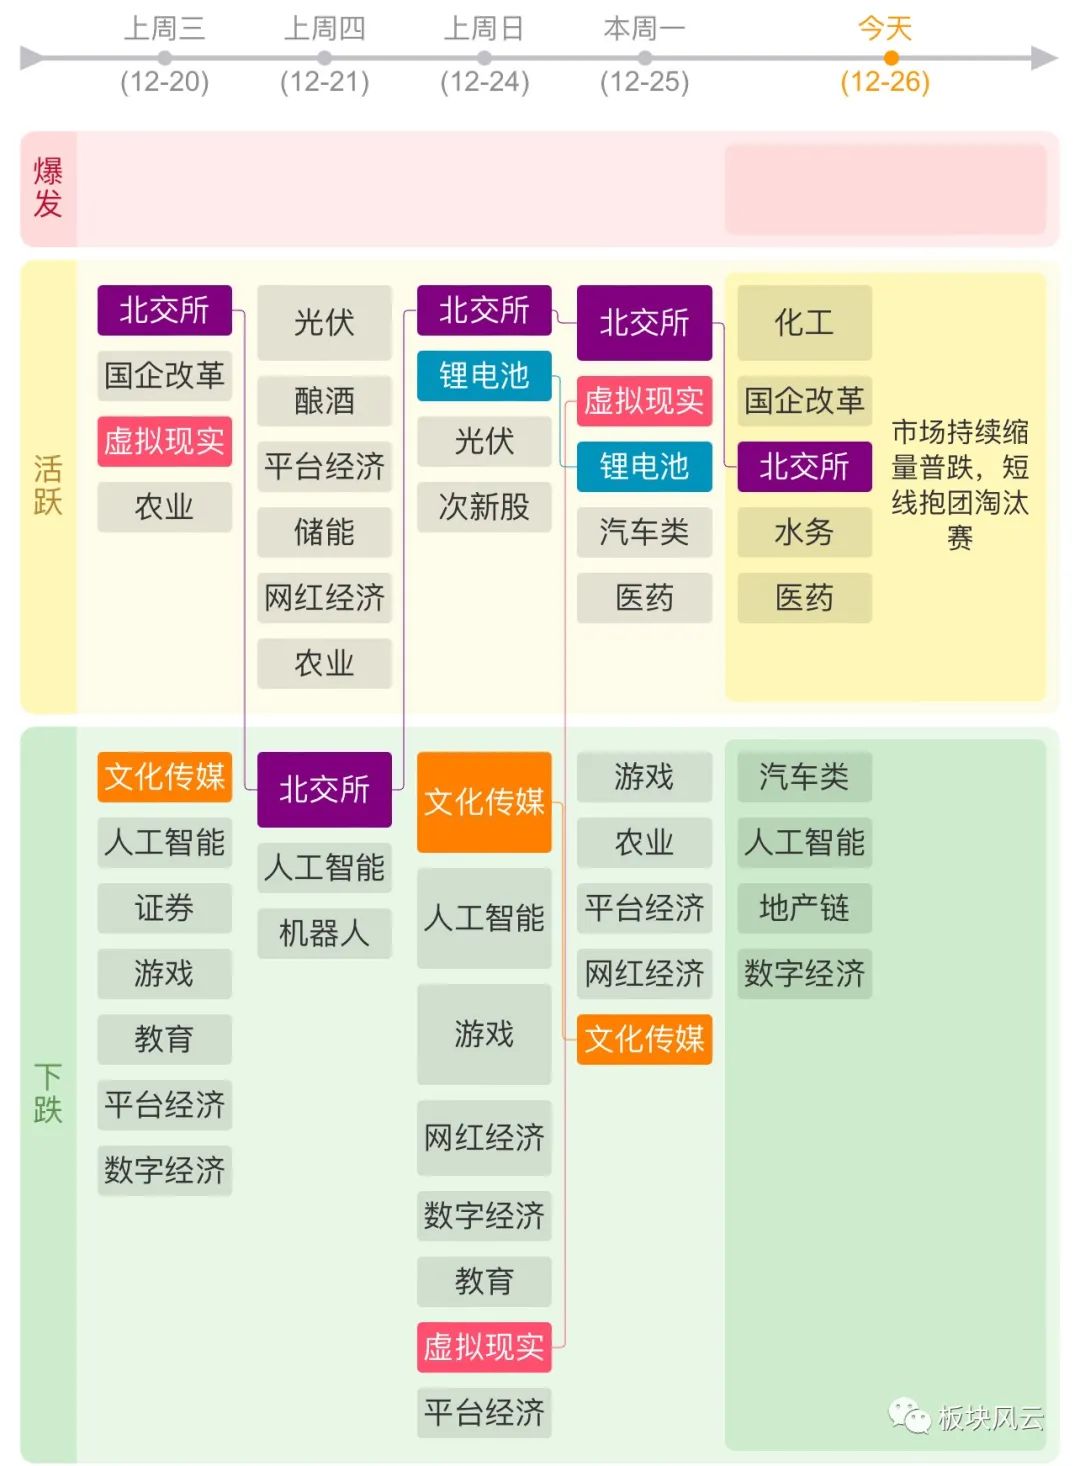 上周三
上周四
上周日
本周一
今天
(12-20)
(12-21)
(12-24)
(12-25)
(12-26)
爆发
活跃
北交所
国企改革
虚拟现实
农业
光伏
酿酒
平台经济
储能
网红经济
农业
北交所
锂电池
光伏
次新股
北交所
虚拟现实
锂电池
汽车类
医药
化工
国企改革
北交所
水务
医药
市场持续缩
量普跌，短
线抱团淘汰
赛
下跌
文化传媒
人工智能
证券
游戏
教育
平台经济
数字经济
北交所
人工智能
机器人
文化传媒
人工智能
游戏
网红经济
数字经济
教育
虚拟现实
平台经济
游戏
农业
平台经济
网红经济
文化传媒
汽车类
人工智能
地产链
数字经济
板块风云